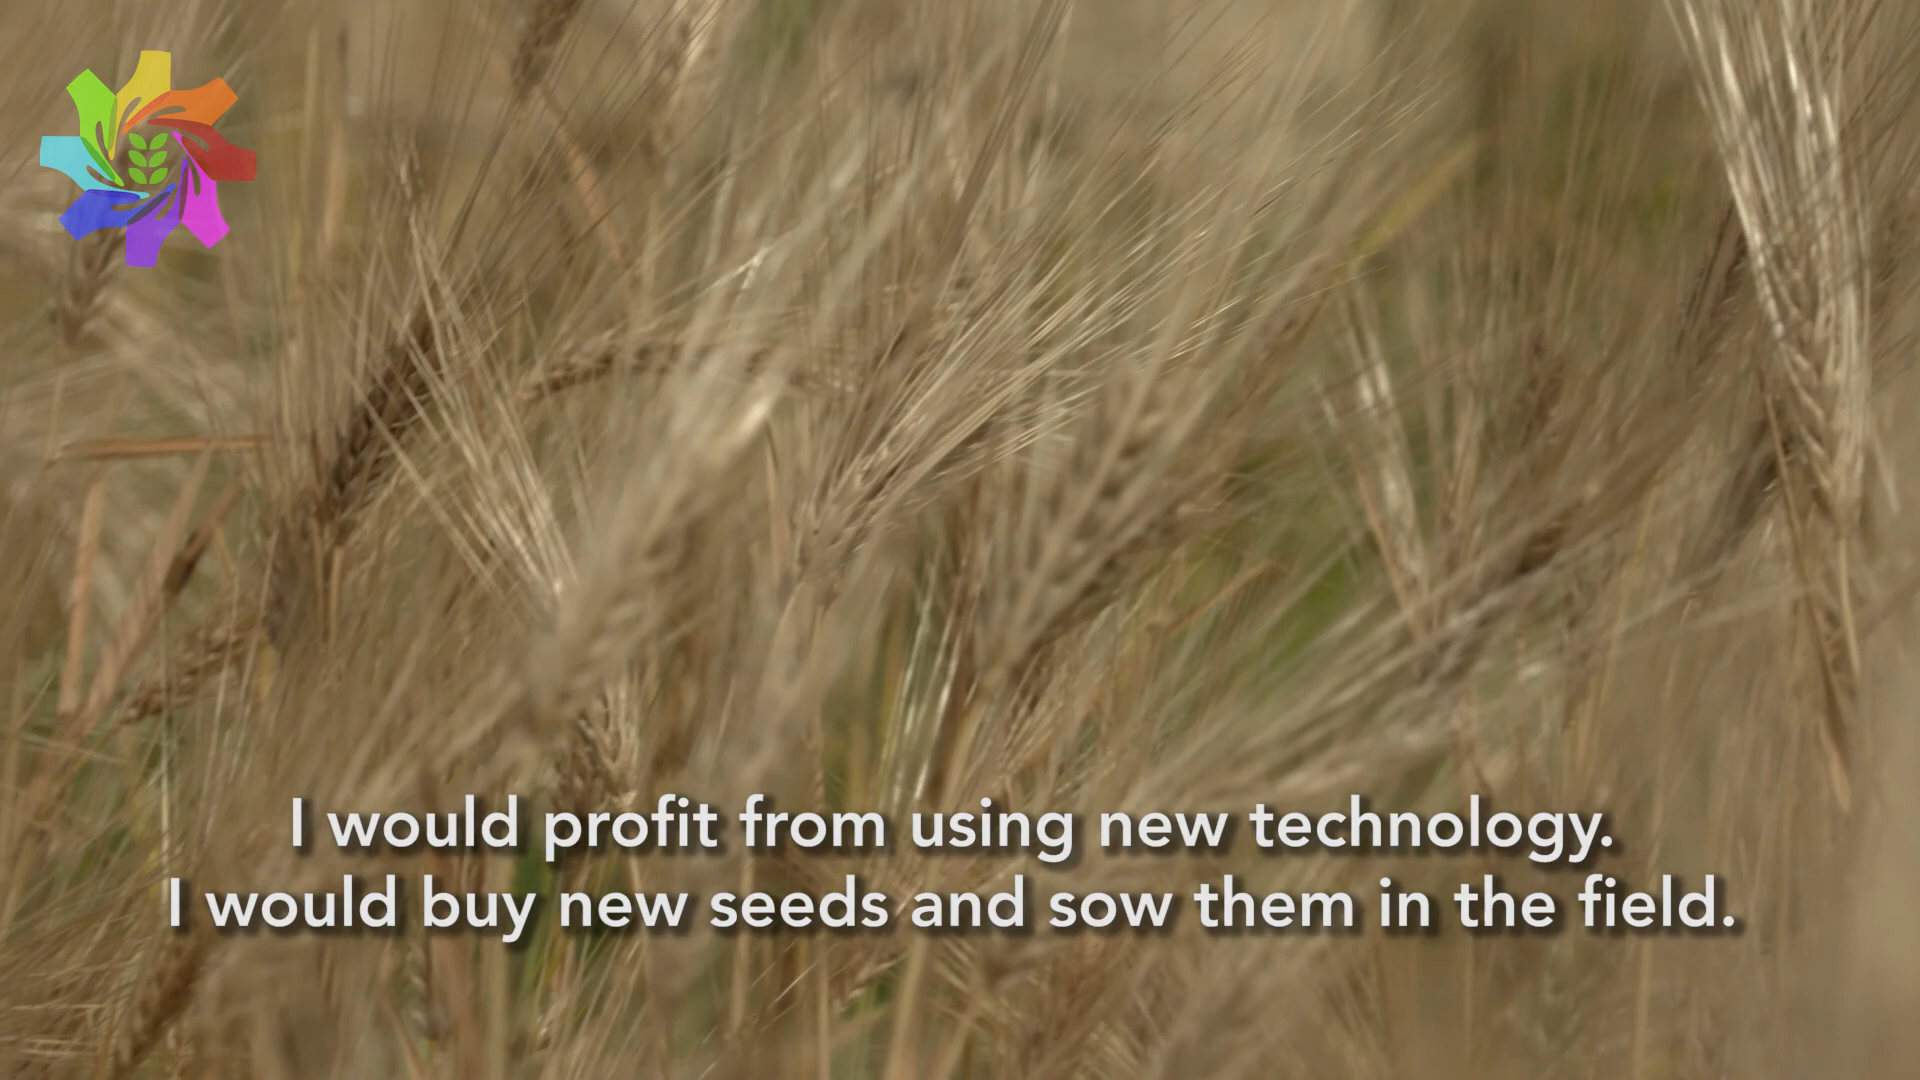 I would profit from using new technology.
I would buy new seeds and sow them in the field.